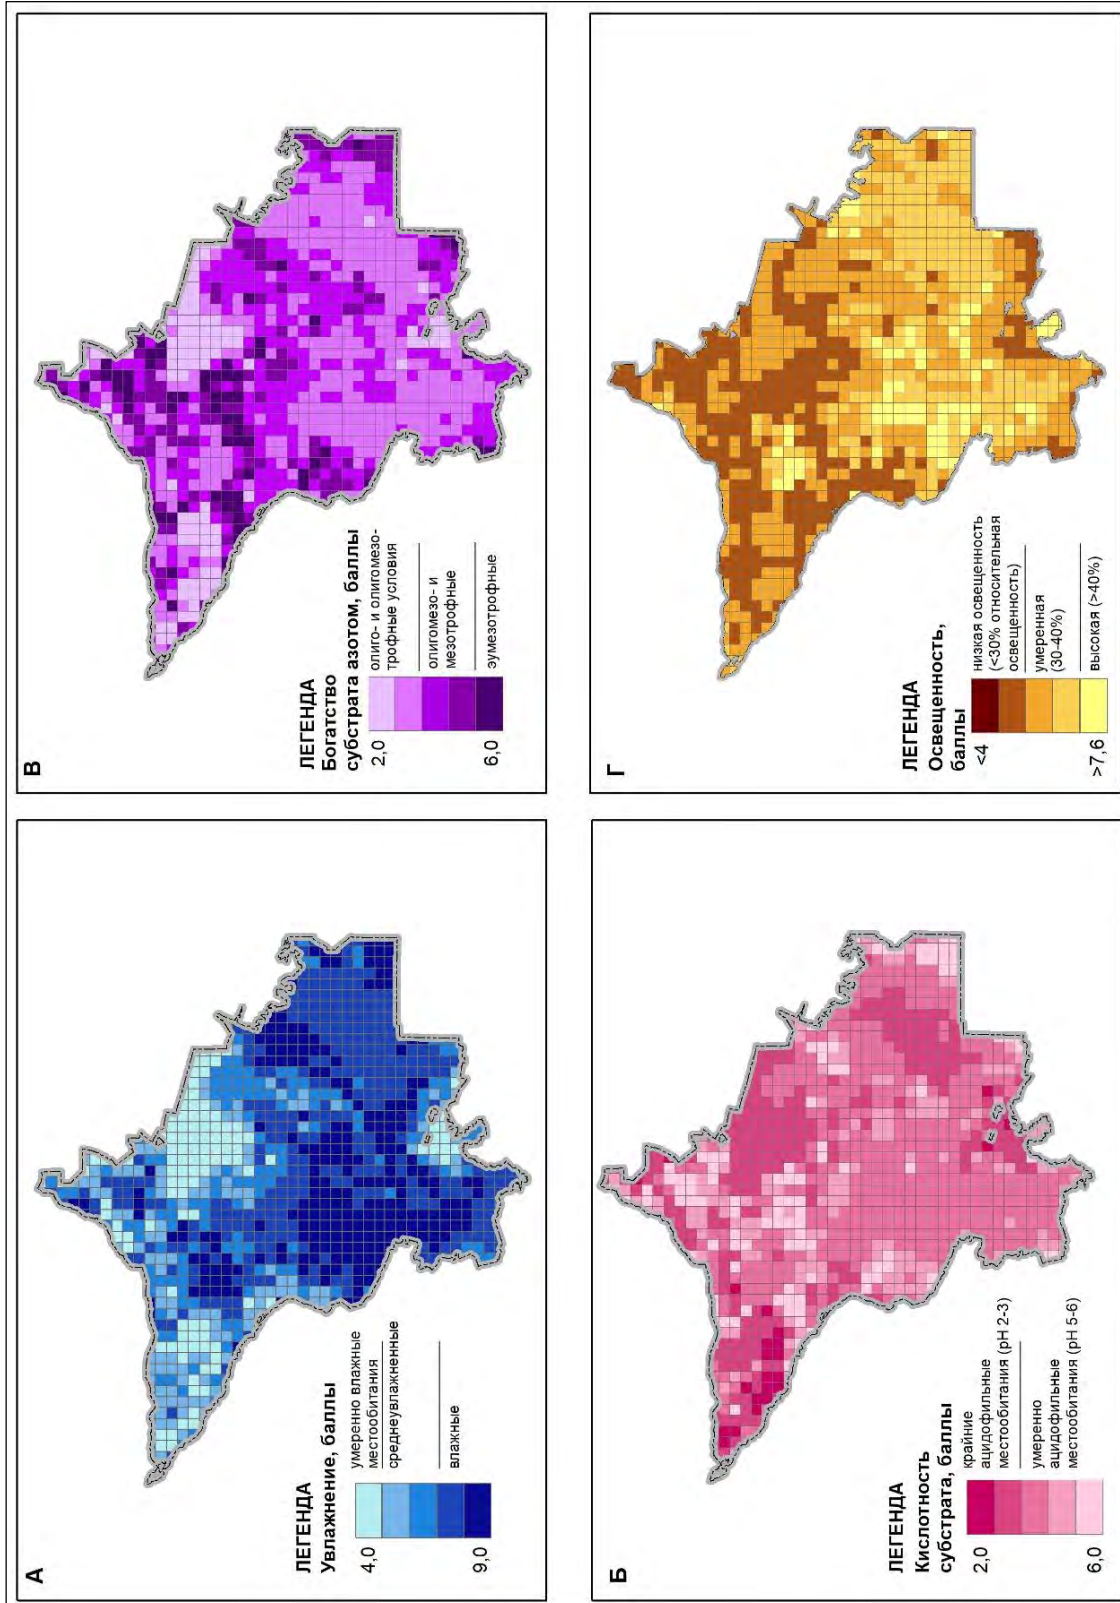 А
ЛЕГЕНДА
Увлажнение, баллы
4,0
9,0
умеренно влажные
местообитания
среднеувлажненные
влажные
В
ЛЕГЕНДА
Богатство
субстрата азотом, баллы
2,0
6,0
олиго- и олигомезо-
трофные условия
олигомезо- и
мезотрофные
эумезотрофные
Б
ЛЕГЕНДА
Кислотность
субстрата, баллы
2,0
6,0
крайние
ацидофильные
местообитания (pH 2-3)
умеренно
ацидофильные
местообитания (pH 5-6)
Г
ЛЕГЕНДА
Освещенность,
баллы
<4
>7,6
низкая освещенность
(<30% относительная
освещенность)
умеренная
(30-40%)
высокая (>40%)